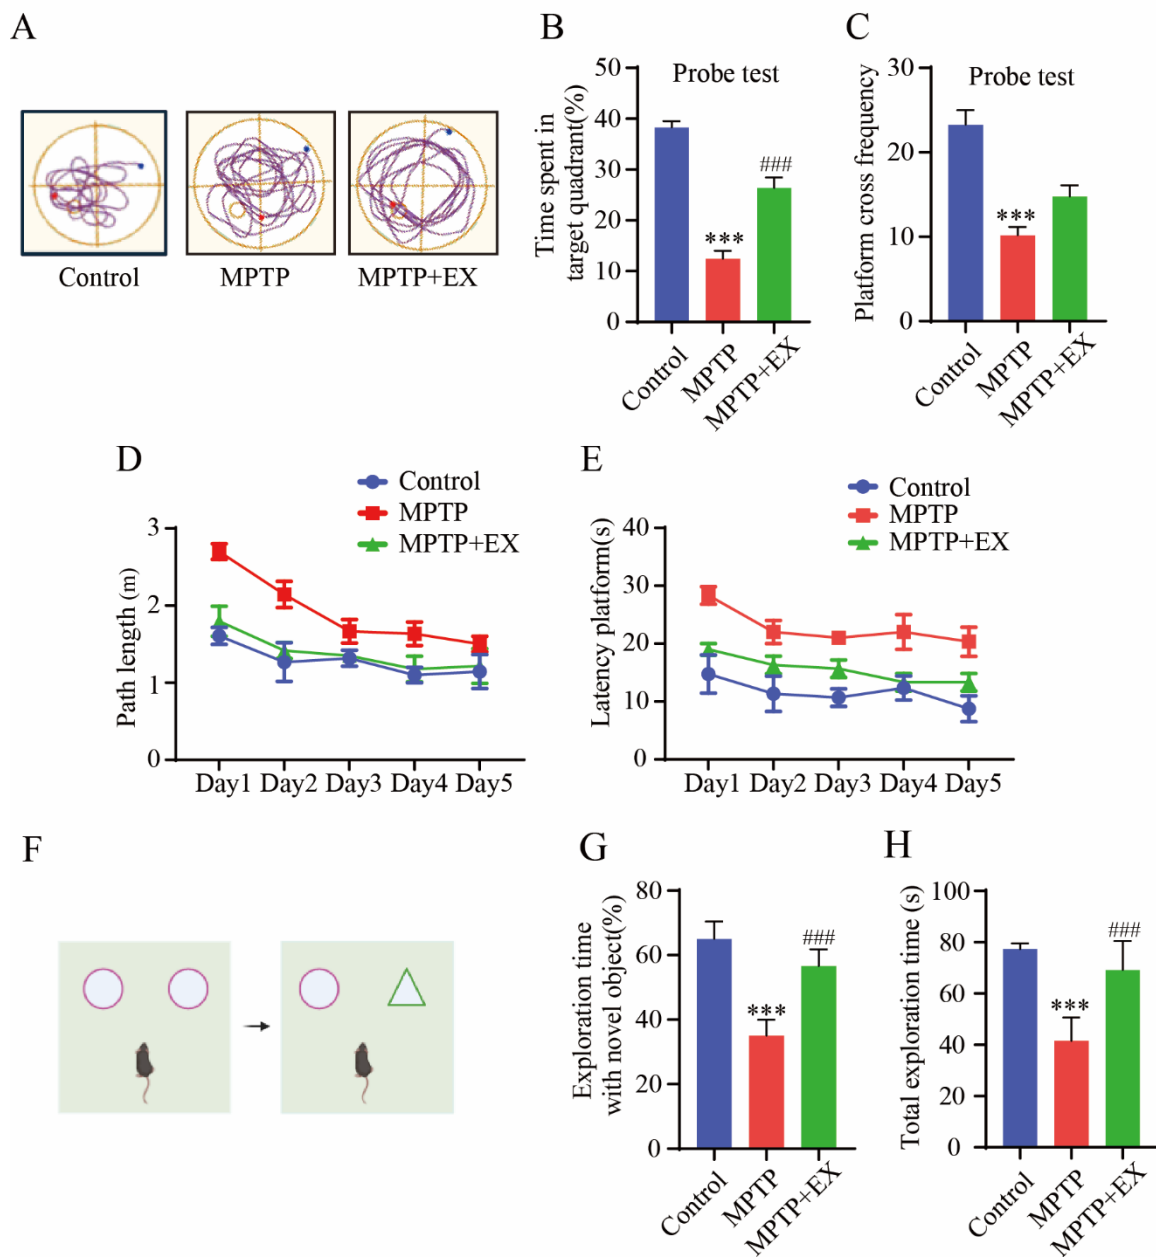 A
Control
MPTP
MPTP+EX
B
Probe test
Time spent in
target quadrant(%)
50
40
30
20
10
0
***
###
Control
MPTP
MPTP+EX
C
Probe test
Platform cross frequency
30
20
10
0
***
Control
MPTP
MPTP+EX
D
Control
MPTP
MPTP+EX
Path length (m)
3
2
1
0
Day1 Day2 Day3 Day4 Day5
E
Control
MPTP
MPTP+EX
Latency platform(s)
40
30
20
10
0
Day1 Day2 Day3 Day4 Day5
F
G
Exploration time
with novel object(%)
80
60
40
20
0
***
###
Control
MPTP
MPTP+EX
H
Total exploration time (s)
100
80
60
40
20
0
***
###
Control
MPTP
MPTP+EX